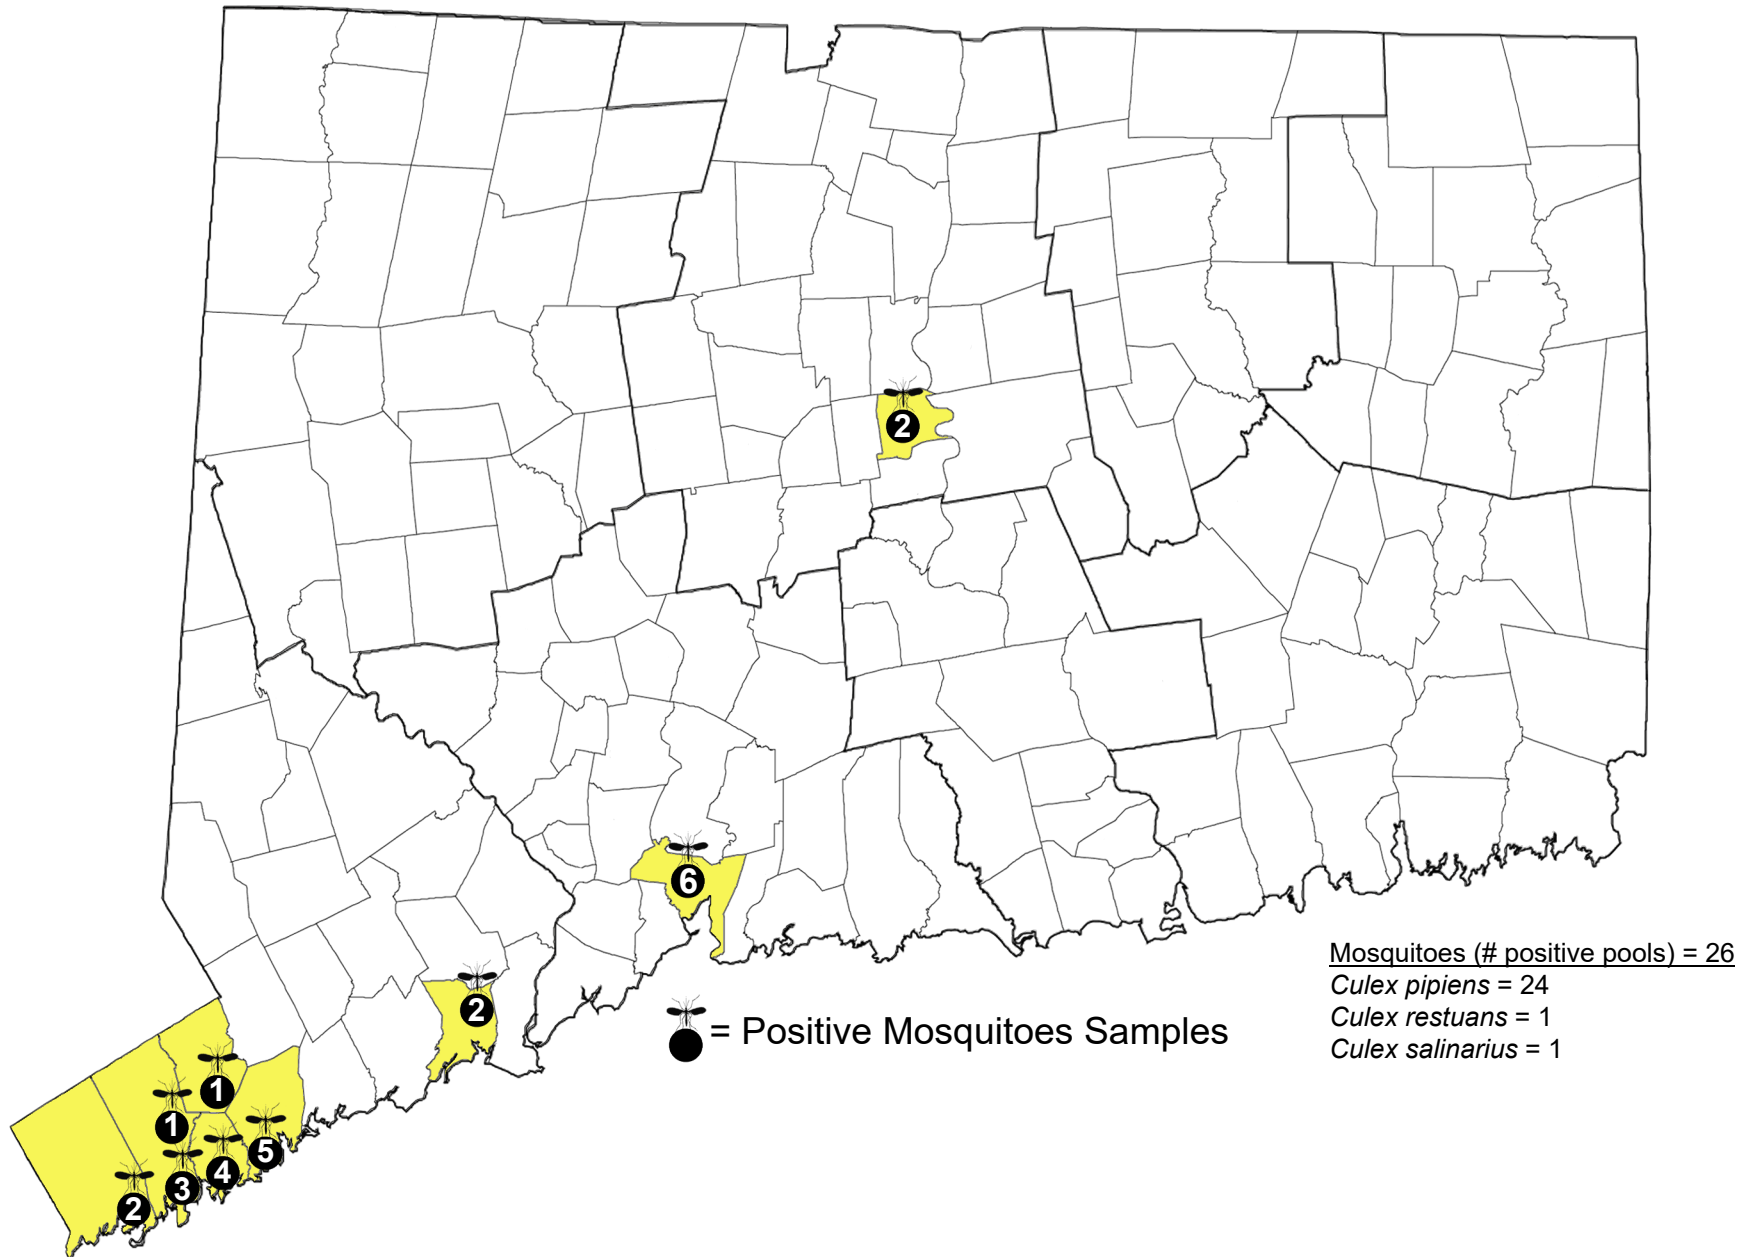 2
6
2
1
1
5
4
3
2
= Positive Mosquitoes Samples
Mosquitoes (# positive pools) = 26
Culex pipiens = 24
Culex restuans = 1
Culex salinarius = 1